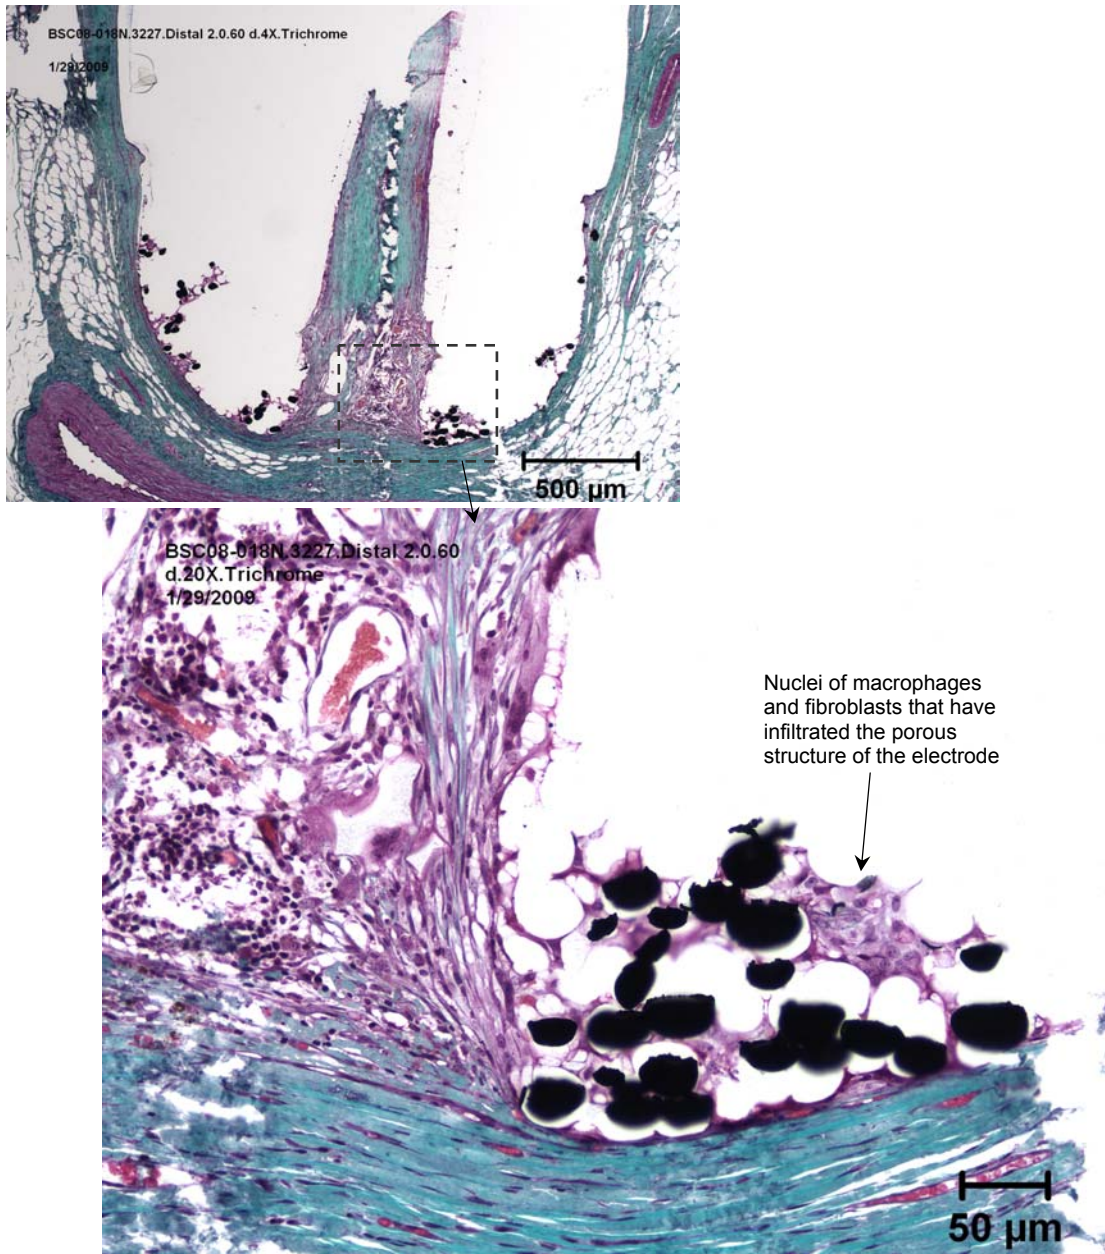 BSC08-018N.3227.Distal 2.0.60 d.4X.Trichrome
1/29/2009
500 µm
BSC08-018N.3227.Distal 2.0.60
d.20X.Trichrome
1/29/2009
Nuclei of macrophages
and fibroblasts that have
infiltrated the porous
structure of the electrode
50 µm